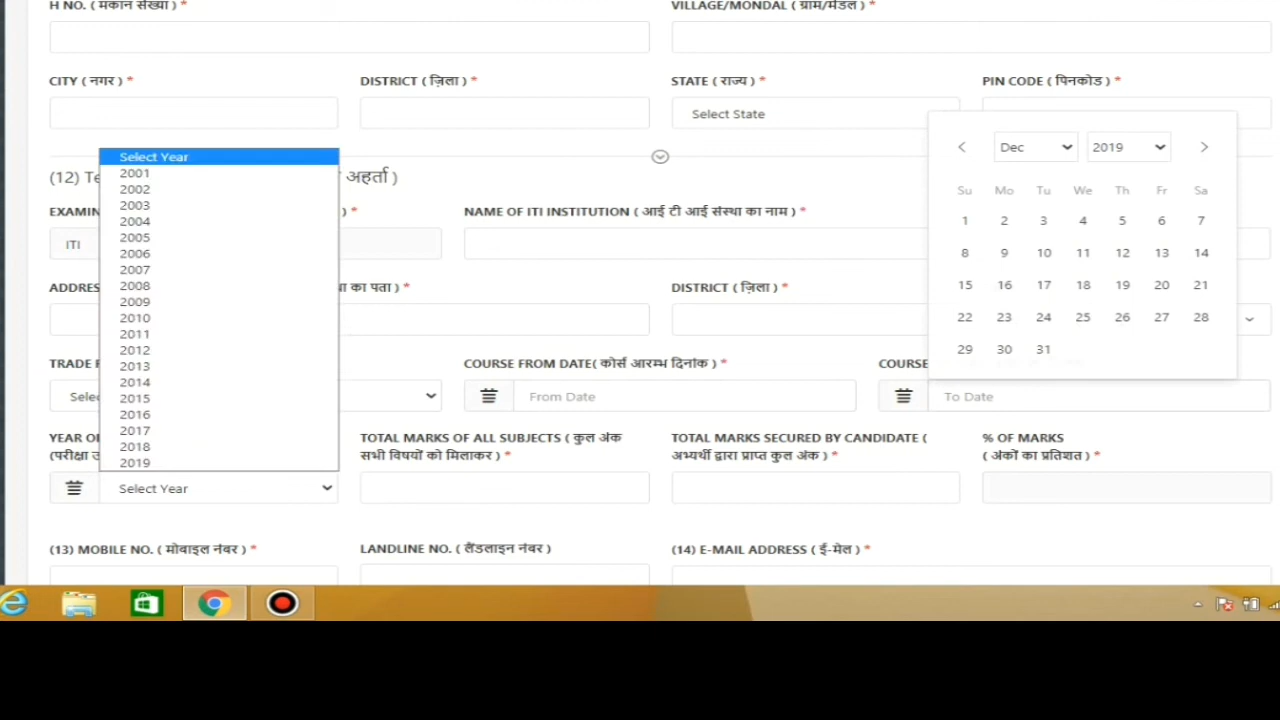 H NO. ( मकान संख्या ) *
VILLAGE/MONDAL ( ग्राम/मंडल ) *
CITY ( नगर ) *
DISTRICT ( ज़िला ) *
STATE ( राज्य ) *
PIN CODE ( पिनकोड ) *
Select State
Dec
2019
Su Mo Tu We Th Fr Sa
1 2 3 4 5 6 7
8 9 10 11 12 13 14
15 16 17 18 19 20 21
22 23 24 25 26 27 28
29 30 31
Select Year
2001
2002
2003
2004
2005
2006
2007
2008
2009
2010
2011
2012
2013
2014
2015
2016
2017
2018
2019
(12) Te
अहर्ता )
EXAMIN
) *
NAME OF ITI INSTITUTION ( आई टी आई संस्था का नाम ) *
ITI
ADDRES
का पता ) *
DISTRICT ( ज़िला ) *
TRADE
COURSE FROM DATE( कोर्स आरम्भ दिनांक ) *
COURSE
Selec
From Date
To Date
YEAR O
TOTAL MARKS OF ALL SUBJECTS ( कुल अंक
TOTAL MARKS SECURED BY CANDIDATE (
% OF MARKS
(परीक्षा उ
सभी विषयों को मिलाकर ) *
अभ्यर्थी द्वारा प्राप्त कुल अंक ) *
( अंकों का प्रतिशत ) *
Select Year
(13) MOBILE NO. ( मोबाइल नंबर ) *
LANDLINE NO. ( लैंडलाइन नंबर )
(14) E-MAIL ADDRESS ( ई-मेल ) *